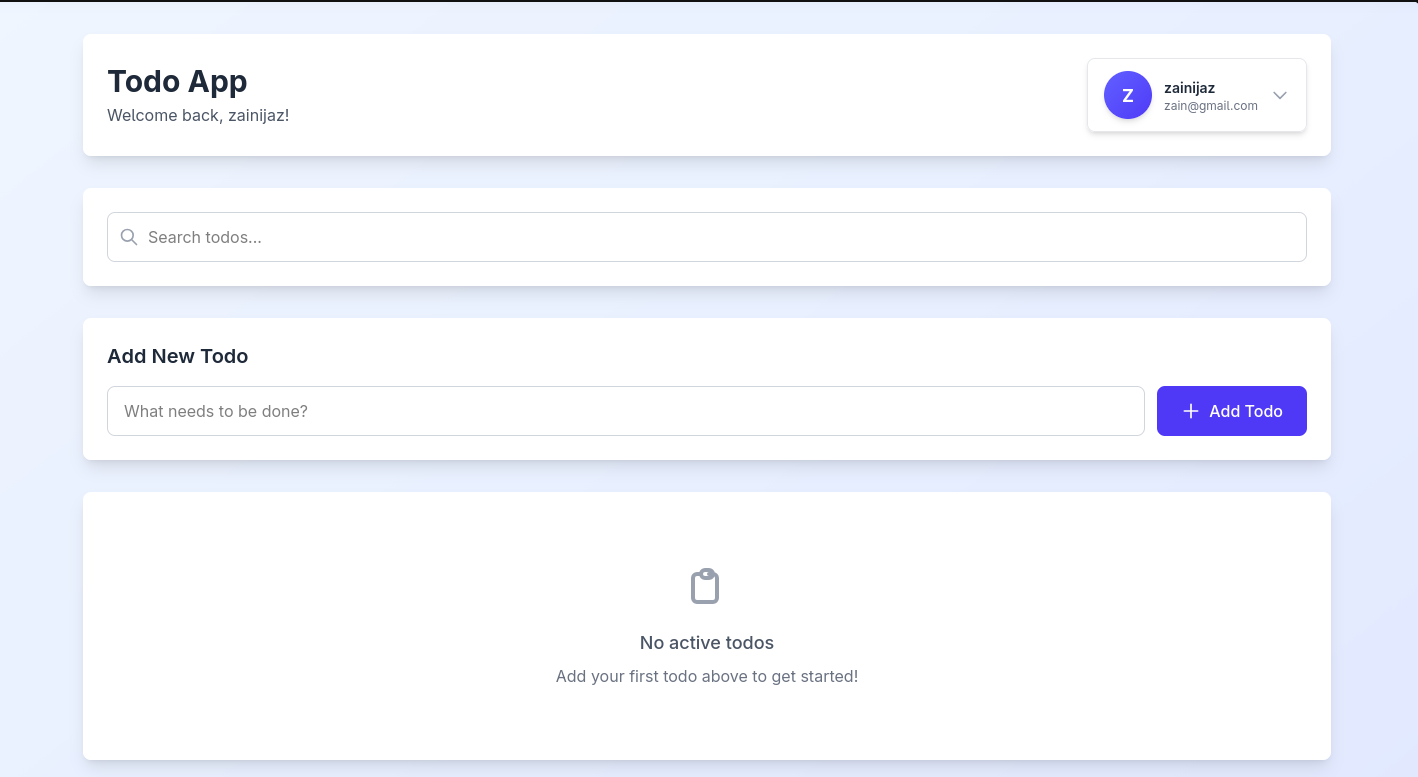 Todo App
Welcome back, zainijaz!
Z
zainijaz
zain@gmail.com
Search todos...
Add New Todo
What needs to be done?
Add Todo
No active todos
Add your first todo above to get started!